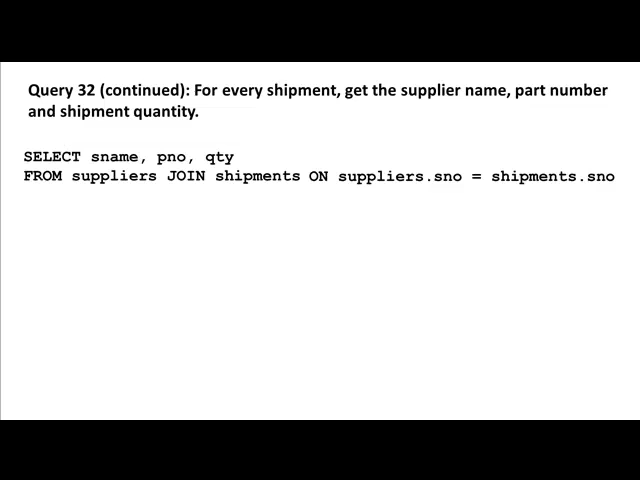 Query 32 (continued): For every shipment, get the supplier name, part number
and shipment quantity.
SELECT sname, pno, qty
FROM suppliers JOIN shipments ON suppliers.sno = shipments.sno